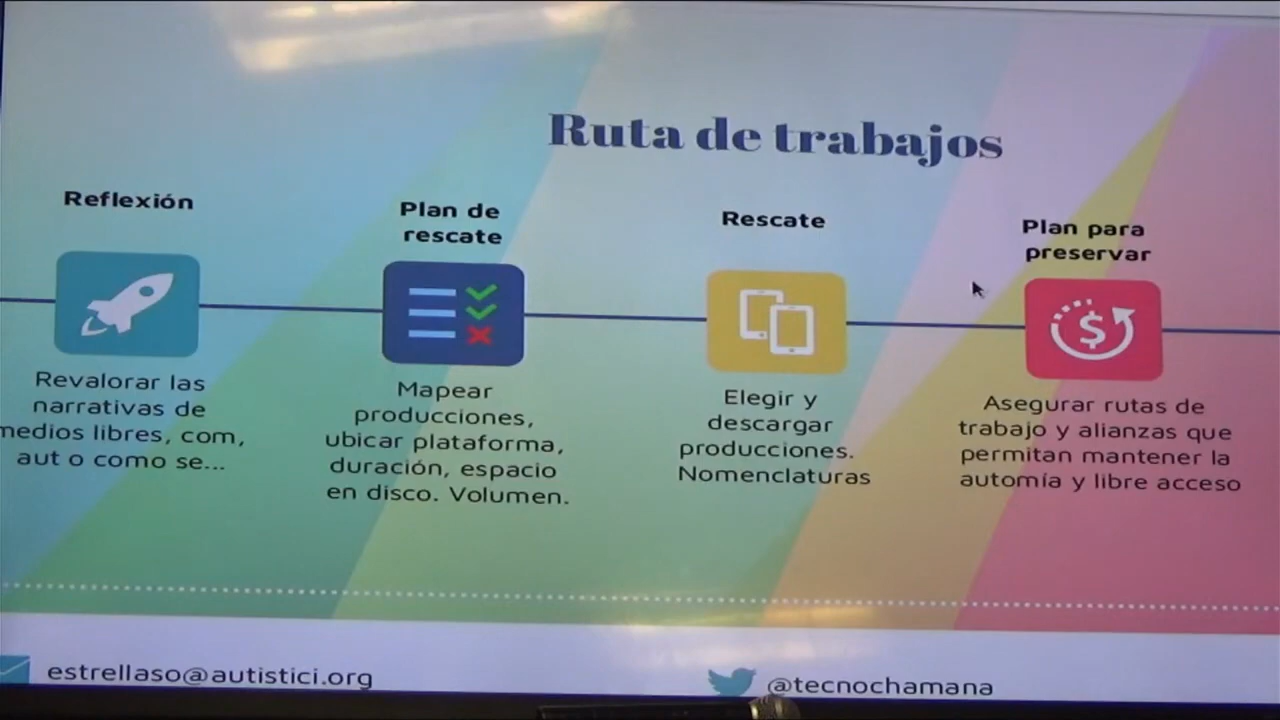 Ruta de trabajos
Reflexión
Revalorar las
narrativas de
medios libres, com,
aut o como se...
Plan de
rescate
Mapear
producciones,
ubicar plataforma,
duración, espacio
en disco. Volumen.
Rescate
Elegir y
descargar
producciones.
Nomenclaturas
Plan para
preservar
$
Asegurar rutas de
trabajo y alianzas que
permitan mantener la
automía y libre acceso
estrellaso@autistici.org
@tecnochamana